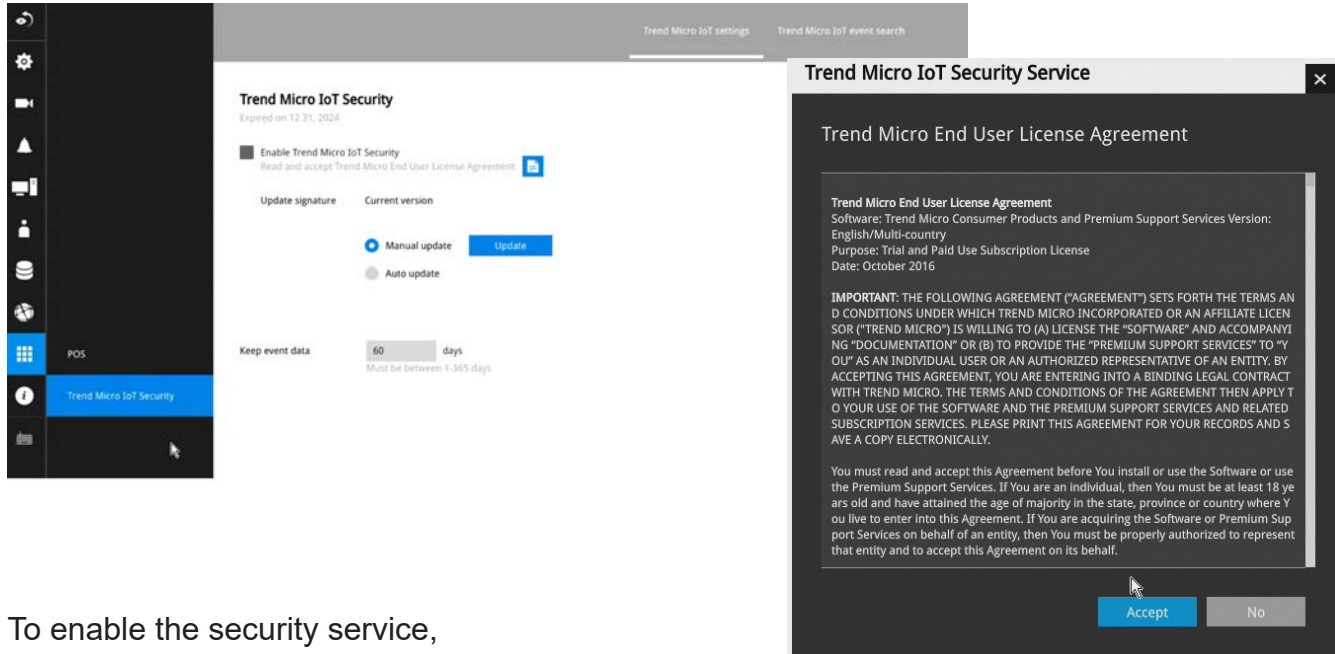 Trend Micro IoT settings
Trend Micro IoT event search
Trend Micro IoT Security
Expired on 12 31, 2024
Enable Trend Micro IoT Security
Read and accept Trend Micro End User License Agreement
Update signature
Current version
Manual update
Update
Auto update
Keep event data
60
days
Must be between 1-365 days
POS
Trend Micro IoT Security
Trend Micro IoT Security Service
Trend Micro End User License Agreement
Trend Micro End User License Agreement
Software: Trend Micro Consumer Products and Premium Support Services Version:
English/Multi-country
Purpose: Trial and Paid Use Subscription License
Date: October 2016
IMPORTANT: THE FOLLOWING AGREEMENT ("AGREEMENT") SETS FORTH THE TERMS AN
D CONDITIONS UNDER WHICH TREND MICRO INCORPORATED OR AN AFFILIATE LICEN
SOR ("TREND MICRO") IS WILLING TO (A) LICENSE THE “SOFTWARE” AND ACCOMPANYI
NG “DOCUMENTATION” OR (B) TO PROVIDE THE “PREMIUM SUPPORT SERVICES” TO “Y
OU” AS AN INDIVIDUAL USER OR AN AUTHORIZED REPRESENTATIVE OF AN ENTITY. BY
ACCEPTING THIS AGREEMENT, YOU ARE ENTERING INTO A BINDING LEGAL CONTRACT
WITH TREND MICRO. THE TERMS AND CONDITIONS OF THE AGREEMENT THEN APPLY T
O YOUR USE OF THE SOFTWARE AND THE PREMIUM SUPPORT SERVICES AND RELATED
SUBSCRIPTION SERVICES. PLEASE PRINT THIS AGREEMENT FOR YOUR RECORDS AND S
AVE A COPY ELECTRONICALLY.
You must read and accept this Agreement before You install or use the Software or use
the Premium Support Services. If You are an individual, then You must be at least 18 ye
ars old and have attained the age of majority in the state, province or country where Y
ou live to enter into this Agreement. If You are acquiring the Software or Premium Sup
port Services on behalf of an entity, then You must be properly authorized to represent
that entity and to accept this Agreement on its behalf.
Accept
No
To enable the security service,